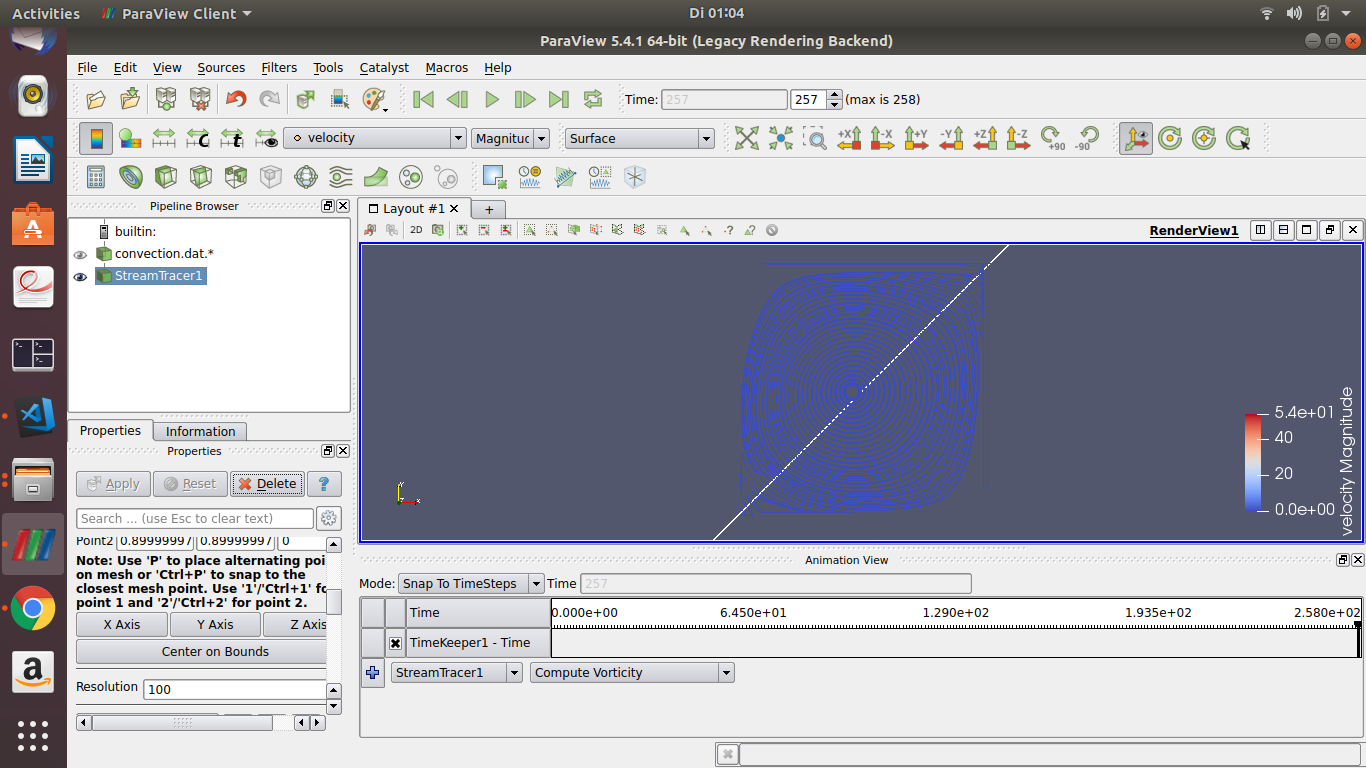 Activities
ParaView Client
Di 01:04
ParaView 5.4.1 64-bit (Legacy Rendering Backend)
File Edit View Sources Filters Tools Catalyst Macros Help
Time: 257 257 (max is 258)
velocity Magnitud Surface
+X -X +Y -Y +Z -Z +90 -90
Pipeline Browser
builtin:
convection.dat.*
StreamTracer1
Layout #1
2D
RenderView1
Properties Information
Properties
Apply Reset Delete ?
Search ... (use Esc to clear text)
Point2 0.89999997 0.89999997 0
Note: Use 'P' to place alternating poi
on mesh or 'Ctrl+P' to snap to the
closest mesh point. Use '1'/'Ctrl+1' fo
point 1 and '2'/'Ctrl+2' for point 2.
X Axis Y Axis Z Axis
Center on Bounds
Resolution 100
5.4e+01
40
20
0.0e+00
velocity Magnitude
Y
X
Animation View
Mode: Snap To TimeSteps Time 257
Time 0.000e+00 6.450e+01 1.290e+02 1.935e+02 2.580e+02
TimeKeeper1 - Time
StreamTracer1 Compute Vorticity